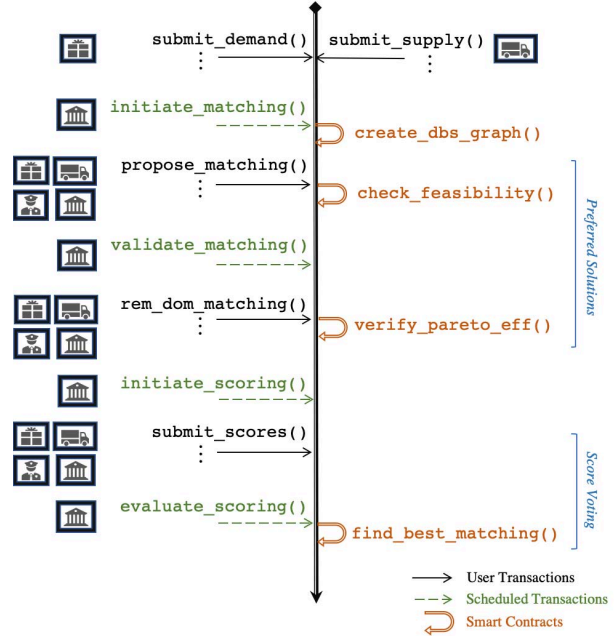 submit_demand()
submit_supply()
⋮
⋮
initiate_matching()
create_dbs_graph()
propose_matching()
⋮
check_feasibility()
Preferred Solutions
validate_matching()
rem_dom_matching()
⋮
verify_pareto_eff()
initiate_scoring()
submit_scores()
⋮
Score Voting
evaluate_scoring()
find_best_matching()
User Transactions
Scheduled Transactions
Smart Contracts